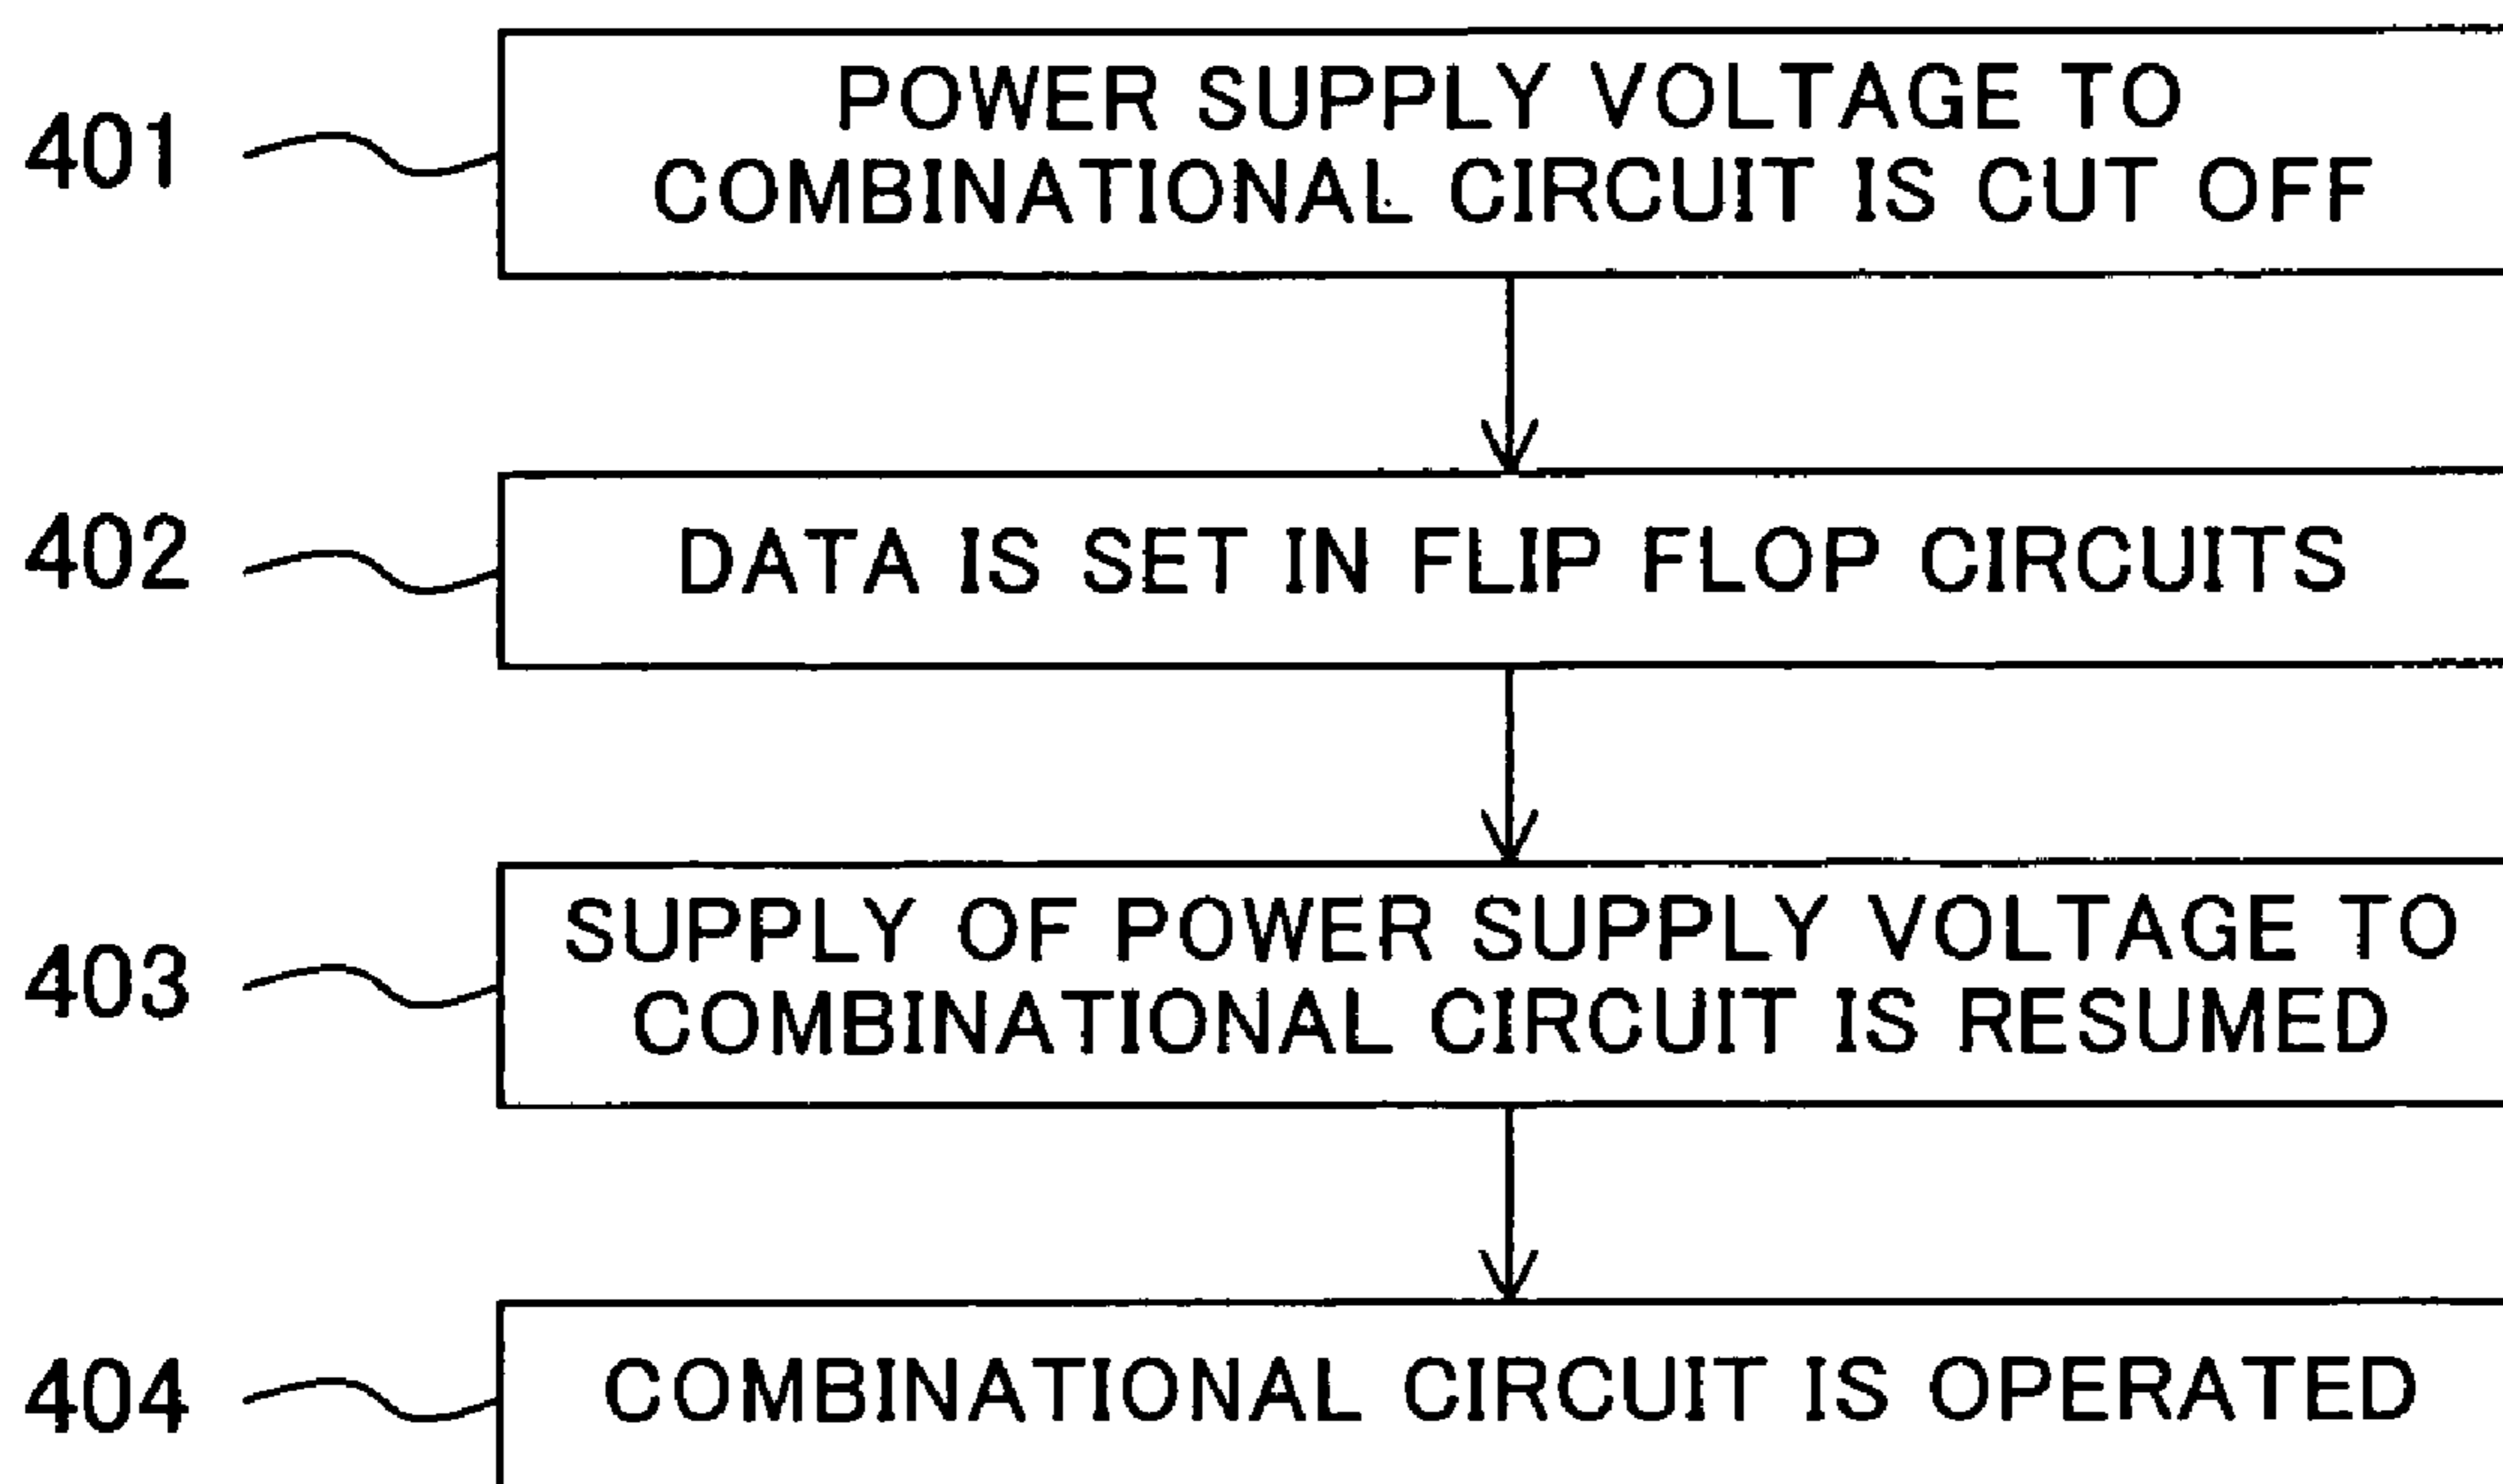 401
POWER SUPPLY VOLTAGE TO
COMBINATIONAL CIRCUIT IS CUT OFF
402
DATA IS SET IN FLIP FLOP CIRCUITS
403
SUPPLY OF POWER SUPPLY VOLTAGE TO
COMBINATIONAL CIRCUIT IS RESUMED
404
COMBINATIONAL CIRCUIT IS OPERATED